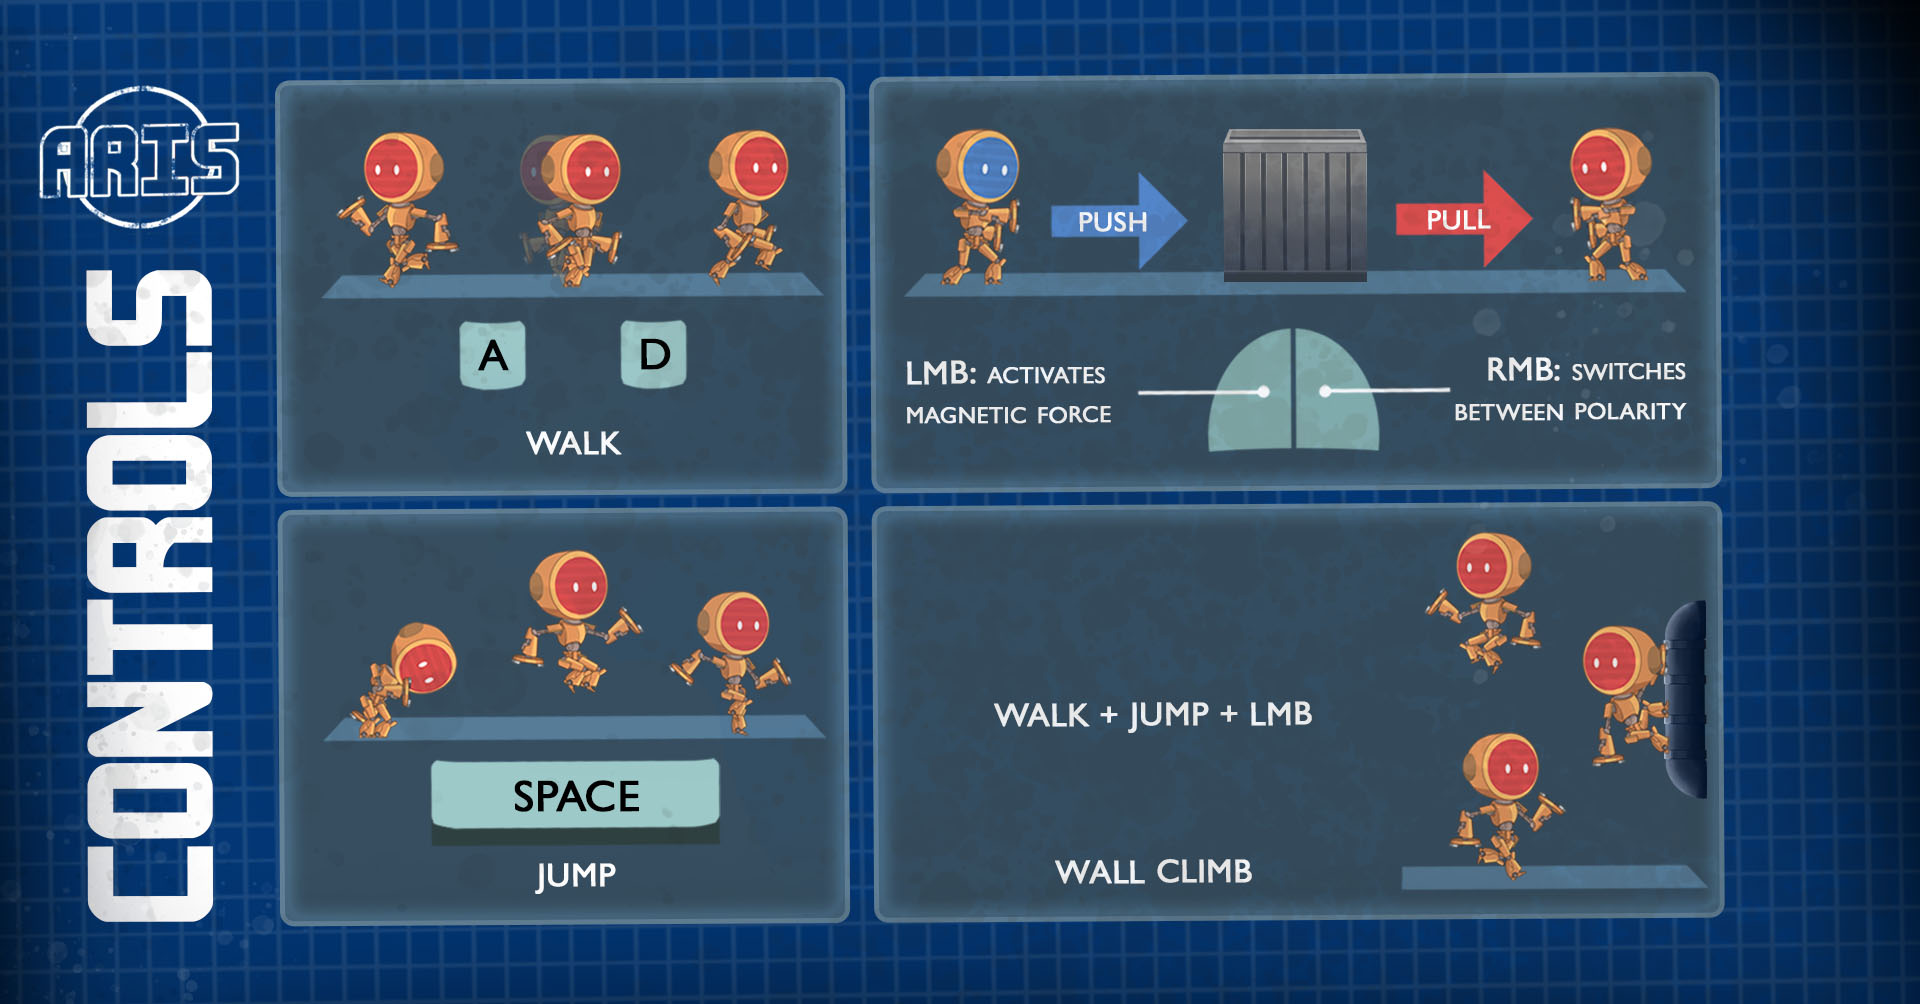 ARIS
CONTROLS
A
D
WALK
PUSH
PULL
LMB: ACTIVATES
MAGNETIC FORCE
RMB: SWITCHES
BETWEEN POLARITY
SPACE
JUMP
WALK + JUMP + LMB
WALL CLIMB